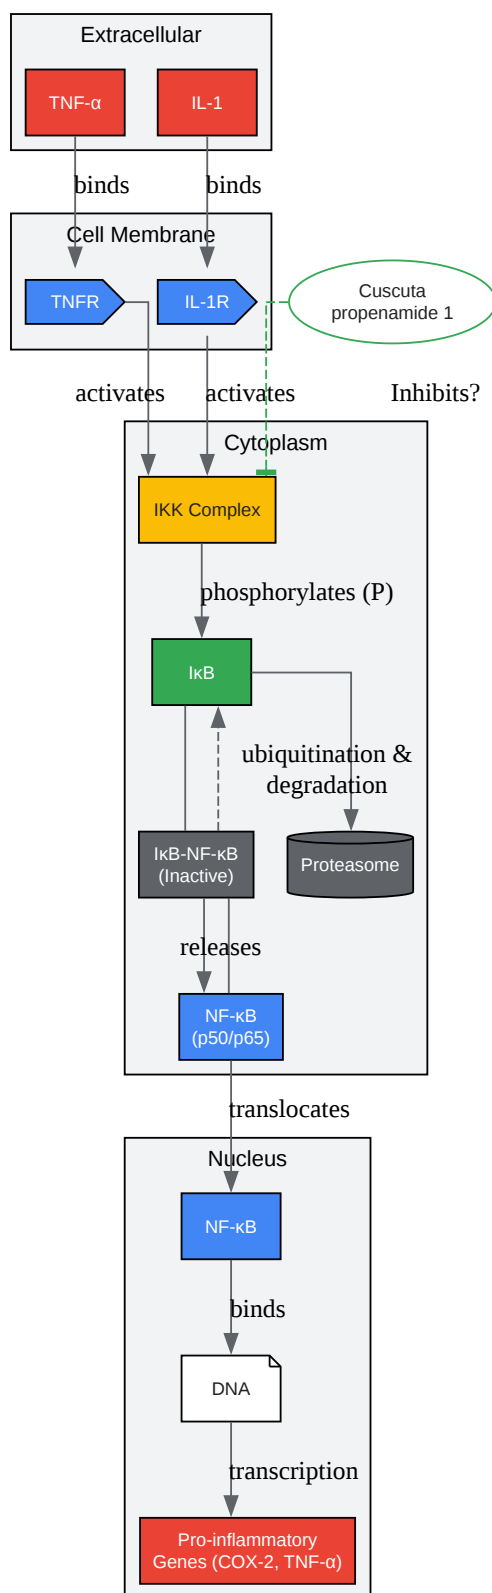 Extracellular
TNF-α
IL-1
binds
binds
Cell Membrane
TNFR
IL-1R
Cuscuta
propenamide 1
activates
activates
Inhibits?
Cytoplasm
IKK Complex
phosphorylates (P)
IκB
ubiquitination &
degradation
IκB-NF-κB
(Inactive)
Proteasome
releases
NF-κB
(p50/p65)
translocates
Nucleus
NF-κB
binds
DNA
transcription
Pro-inflammatory
Genes (COX-2, TNF-α)